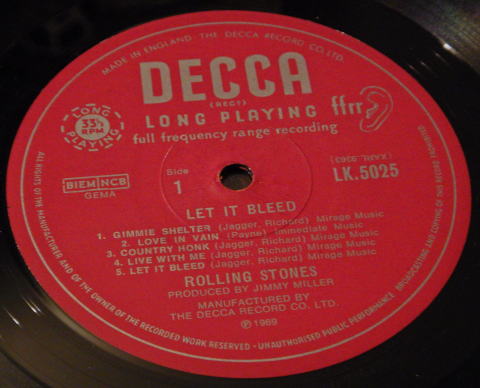 MADE IN ENGLAND. THE DECCA RECORD CO. LTD.
DECCA
(REGT)
LONG PLAYING
ffrr
full frequency range recording
LONG
33⅓
RPM
PLAYING
(XARL. 9363)
Side
1
LK.5025
BIEM NCB
GEMA
LET IT BLEED
1. GIMMIE SHELTER (Jagger, Richard) Mirage Music
2. LOVE IN VAIN (Payne) Immediate Music
3. COUNTRY HONK (Jagger, Richard) Mirage Music
4. LIVE WITH ME (Jagger, Richard) Mirage Music
5. LET IT BLEED (Jagger, Richard) Mirage Music
ROLLING STONES
PRODUCED BY JIMMY MILLER
MANUFACTURED BY
THE DECCA RECORD CO. LTD.
℗ 1969
ALL RIGHTS OF THE MANUFACTURER AND OF THE OWNER OF THE RECORDED WORK RESERVED · UNAUTHORISED PUBLIC PERFORMANCE, BROADCASTING AND COPYING OF THIS RECORD PROHIBITED